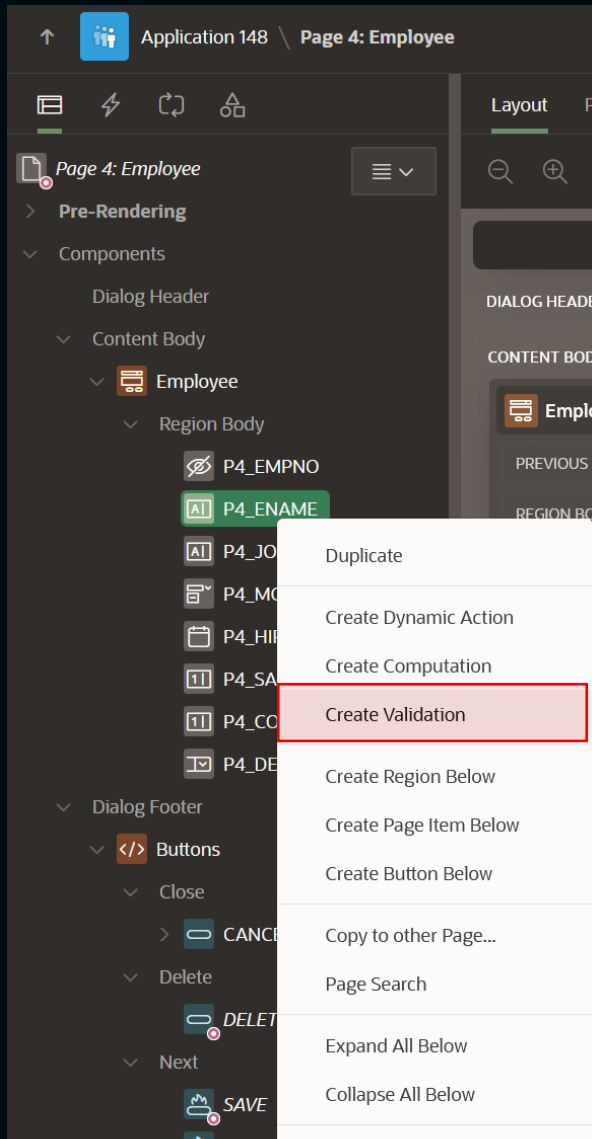 Application 148 \ Page 4: Employee
Layout
Page 4: Employee
Pre-Rendering
Components
Dialog Header
Content Body
Employee
Region Body
P4_EMPNO
P4_ENAME
P4_JO
P4_HI
P4_SA
P4_CO
P4_DE
Dialog Footer
Buttons
Close
CANCE
Delete
DELET
Next
SAVE
DIALOG HEADE
CONTENT BOD
Emplo
PREVIOUS
REGION BO
Duplicate
Create Dynamic Action
Create Computation
Create Validation
Create Region Below
Create Page Item Below
Create Button Below
Copy to other Page...
Page Search
Expand All Below
Collapse All Below